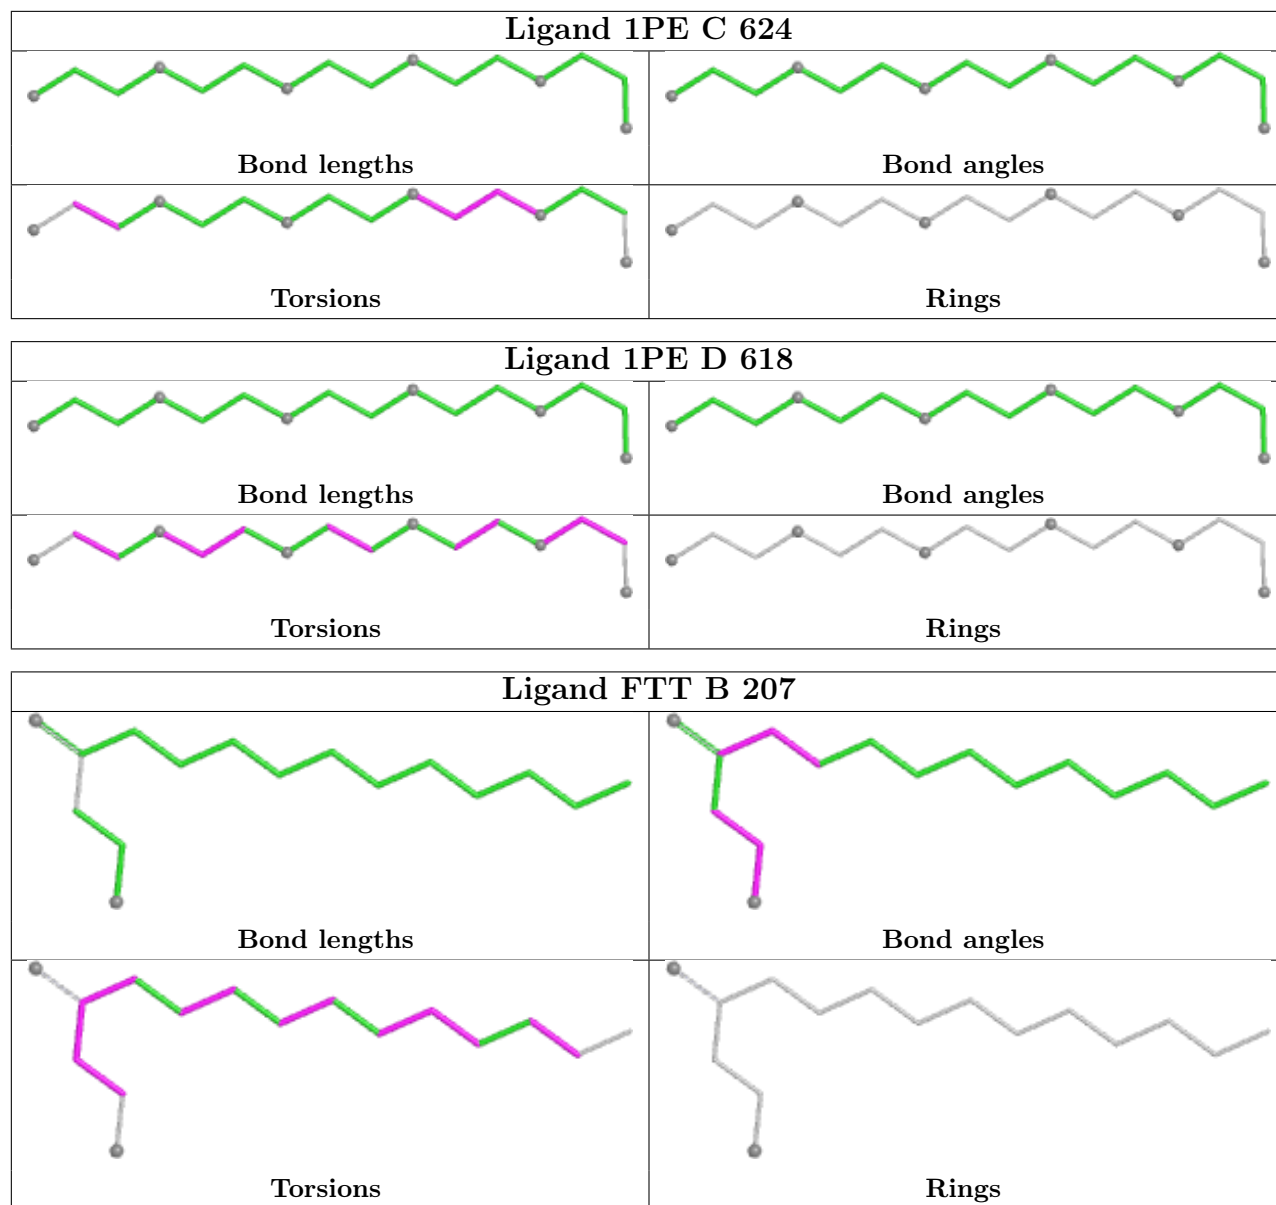 Ligand 1PE C 624
Bond lengths
Bond angles
Torsions
Rings
Ligand 1PE D 618
Bond lengths
Bond angles
Torsions
Rings
Ligand FTT B 207
Bond lengths
Bond angles
Torsions
Rings